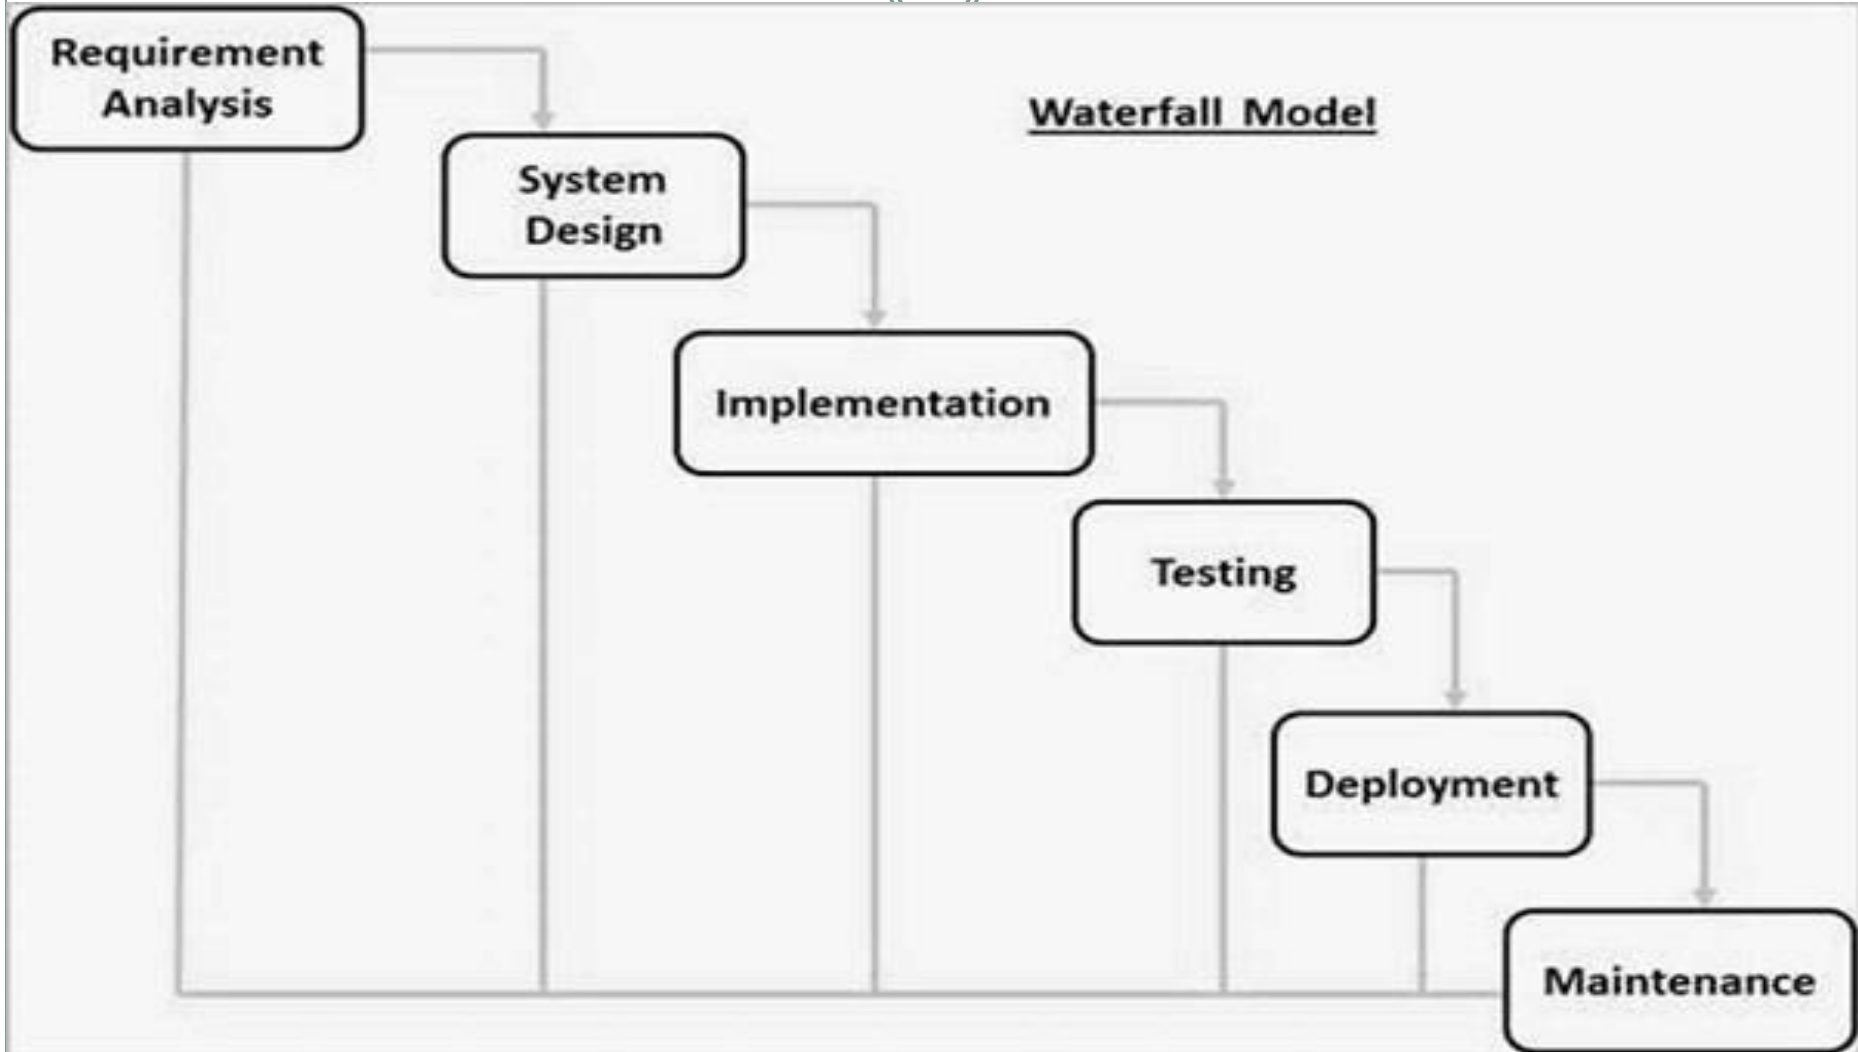 Requirement
Analysis
Waterfall Model
System
Design
Implementation
Testing
Deployment
Maintenance